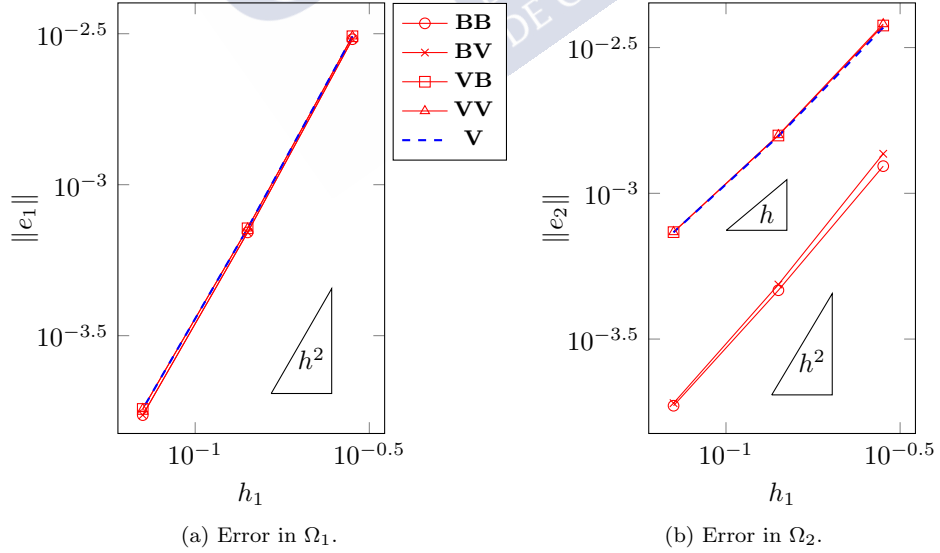 DE
10^{-2.5}
10^{-3}
10^{-3.5}
‖e_1‖
10^{-1}
10^{-0.5}
h_1
h^2
(a) Error in Ω_1.
BB
BV
VB
VV
V
10^{-2.5}
10^{-3}
10^{-3.5}
‖e_2‖
h
h^2
10^{-1}
10^{-0.5}
h_1
(b) Error in Ω_2.